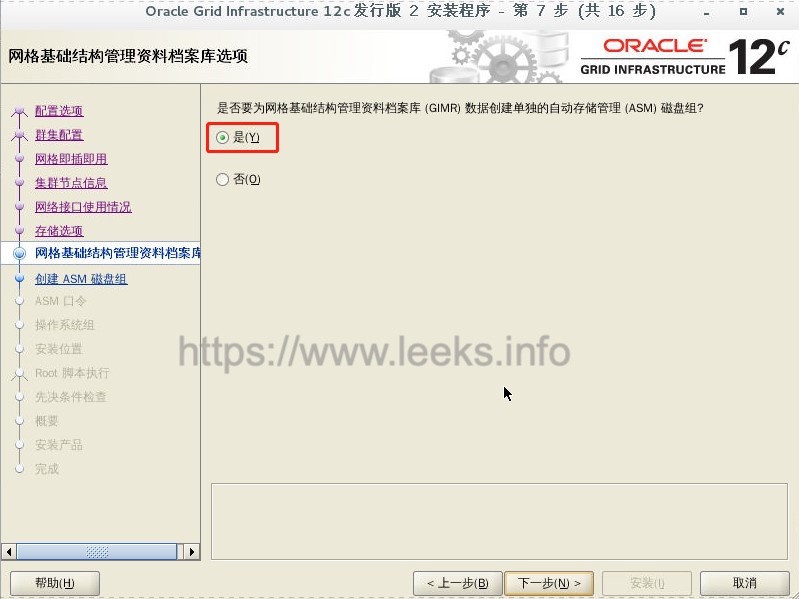 Oracle Grid Infrastructure 12c 发行版 2 安装程序 - 第 7 步 (共 16 步)
网格基础结构管理资料档案库选项
ORACLE
GRID INFRASTRUCTURE 12c
配置选项
群集配置
网格即插即用
集群节点信息
网络接口使用情况
存储选项
网格基础结构管理资料档案库
创建 ASM 磁盘组
ASM 口令
操作系统组
安装位置
Root 脚本执行
先决条件检查
概要
安装产品
完成
是否要为网格基础结构管理资料档案库 (GIMR) 数据创建单独的自动存储管理 (ASM) 磁盘组?
是(Y)
否(O)
https://www.leeks.info
帮助(H)
< 上一步(B)
下一步(N) >
安装(I)
取消